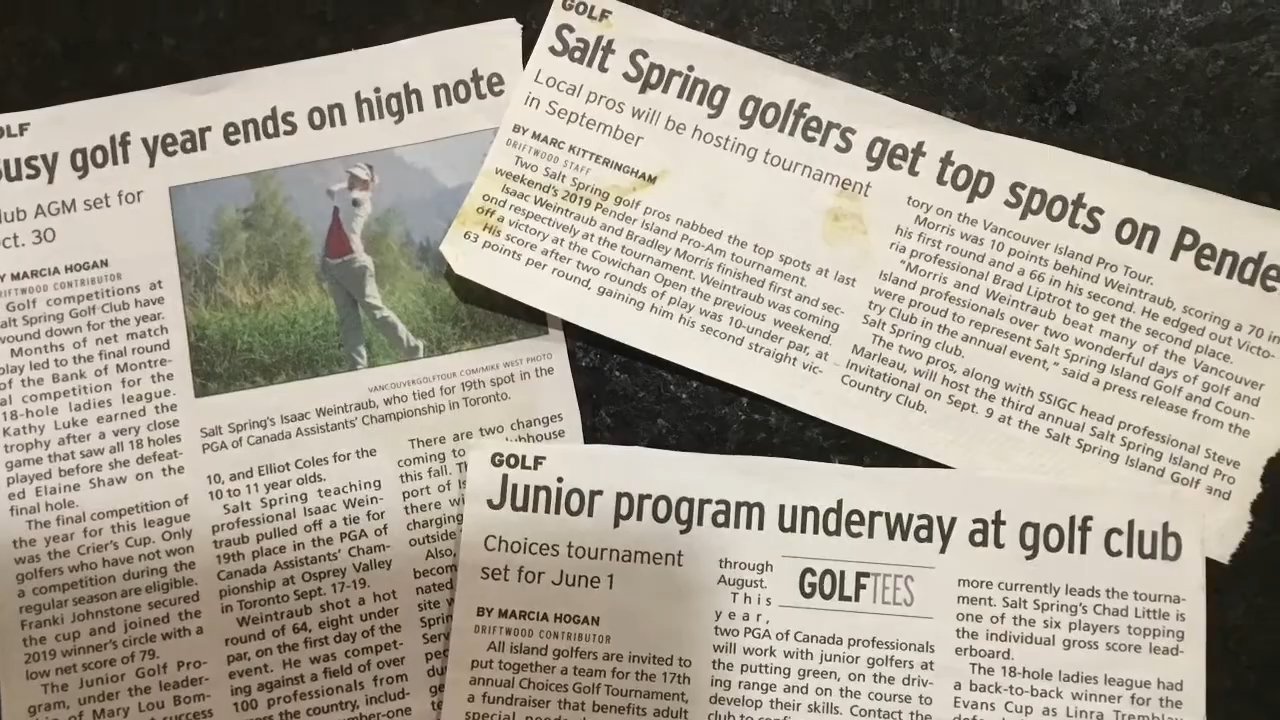 OLF
usy golf year ends on high note
lub AGM set for
ct. 30
Y MARCIA HOGAN
RIFTWOOD CONTRIBUTOR
Golf competitions at
alt Spring Golf Club have
wound down for the year.
Months of net match
play led to the final round
of the Bank of Montre-
al competition for the
18-hole ladies league.
Kathy Luke earned the
trophy after a very close
game that saw all 18 holes
played before she defeat-
ed Elaine Shaw on the
final hole.
The final competition of
the year for this league
was the Crier's Cup. Only
golfers who have not won
a competition during the
regular season are eligible.
Franki Johnstone secured
the cup and joined the
2019 winner's circle with a
low net score of 79.
The Junior Golf Pro-
gram, under the leader-
of Mary Lou Bom-
success
VANCOUVERGOLFTOUR.COM/MIKE WEST PHOTO
Salt Spring's Isaac Weintraub, who tied for 19th spot in the
PGA of Canada Assistants' Championship in Toronto.
10, and Elliot Coles for the
10 to 11 year olds.
Salt Spring teaching
professional Isaac Wein-
traub pulled off a tie for
19th place in the PGA of
Canada Assistants' Cham-
pionship at Osprey Valley
in Toronto Sept. 17-19.
Weintraub shot a hot
round of 64, eight under
par, on the first day of the
event. He was compet-
ing against a field of over
100 professionals from
the country, includ-
There are two changes
coming to
this fall.
port of
there
charging
outside
Also,
GOLF
Salt Spring golfers get top spots on Pende
Local pros will be hosting tournament
in September
BY MARC KITTERINGHAM
DRIFTWOOD STAFF
Two Salt Spring golf pros nabbed the top spots at last
weekend's 2019 Pender Island Pro-Am tournament.
Isaac Weintraub and Bradley Morris finished first and sec-
ond respectively at the tournament. Weintraub was coming
off a victory at the Cowichan Open the previous weekend.
His score after two rounds of play was 10-under par, at
63 points per round, gaining him his second straight vic-
tory on the Vancouver Island Pro Tour.
Morris was 10 points behind Weintraub, scoring a 70 in
his first round and a 66 in his second. He edged out Victo-
ria professional Brad Liptrot to get the second place.
"Morris and Weintraub beat many of the Vancouver
Island professionals over two wonderful days of golf and
were proud to represent Salt Spring Island Golf and Coun-
try Club in the annual event," said a press release from the
Salt Spring club.
The two pros, along with SSIGC head professional Steve
Marleau, will host the third annual Salt Spring Island Pro
Invitational on Sept. 9 at the Salt Spring Island Golf and
Country Club.
GOLF
Junior program underway at golf club
Choices tournament
set for June 1
BY MARCIA HOGAN
DRIFTWOOD CONTRIBUTOR
All island golfers are invited to
put together a team for the 17th
annual Choices Golf Tournament,
a fundraiser that benefits adult
special
through
August.
This
year,
two PGA of Canada professionals
will work with junior golfers at
the putting green, on the driv-
ing range and on the course to
develop their skills. Contact the
club to
GOLFTEES
more currently leads the tourna-
ment. Salt Spring's Chad Little is
one of the six players topping
the individual gross score lead-
erboard.
The 18-hole ladies league had
a back-to-back winner for the
Evans Cup as Linra